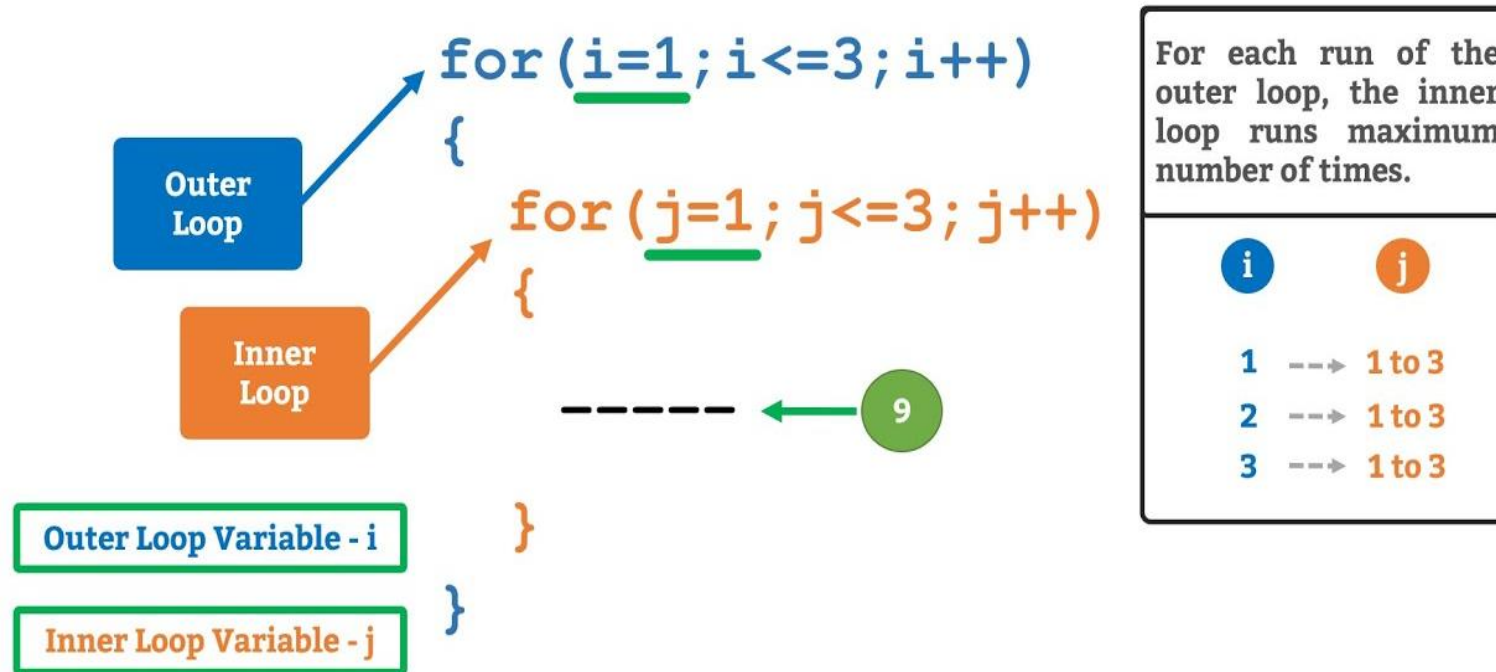 for(i=1;i<=3;i++)
{
Outer
Loop
for(j=1;j<=3;j++)
{
Inner
Loop
9
}
Outer Loop Variable - i
}
Inner Loop Variable - j
For each run of the
outer loop, the inner
loop runs maximum
number of times.
i j
1 1 to 3
2 1 to 3
3 1 to 3